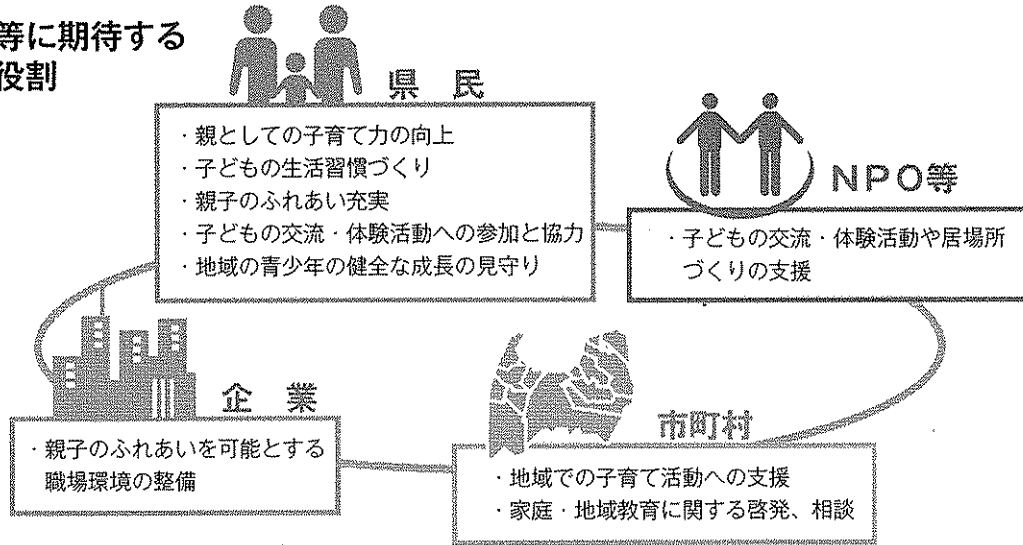 等に期待する
役割
県民
・親としての子育て力の向上
・子どもの生活習慣づくり
・親子のふれあい充実
・子どもの交流・体験活動への参加と協力
・地域の青少年の健全な成長の見守り
NPO等
・子どもの交流・体験活動や居場所
づくりの支援
企業
・親子のふれあいを可能とする
職場環境の整備
市町村
・地域での子育て活動への支援
・家庭・地域教育に関する啓発、相談